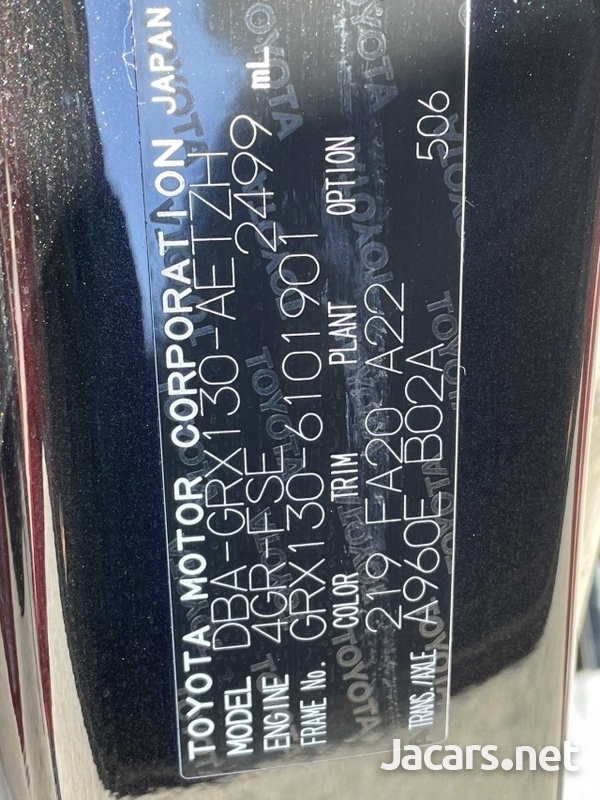 TOYOTA MOTOR CORPORATION JAPAN
MODEL DBA-GRX130-AETZH
ENGINE 4GR-FSE 2499 mL
FRAME No. GRX130-6101901
COLOR /TRIM PLANT OPTION
219 FA20 A22
TRANS./AXLE A960E B02A 506
Jacars.net